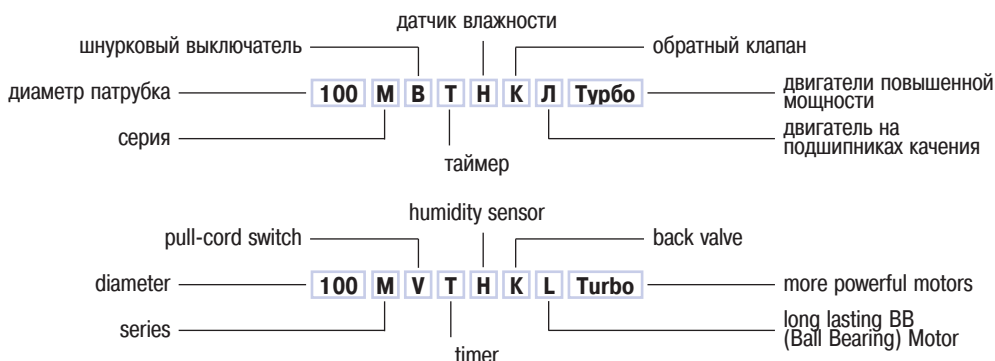 датчик влажности
шнурковый выключатель
обратный клапан
диаметр патрубка
100 М В Т Н К Л Турбо
двигатели повышенной
мощности
серия
двигатель на
подшипниках качения
таймер
humidity sensor
pull-cord switch
back valve
diameter
100 M V T H K L Turbo
more powerful motors
series
long lasting BB
(Ball Bearing) Motor
timer